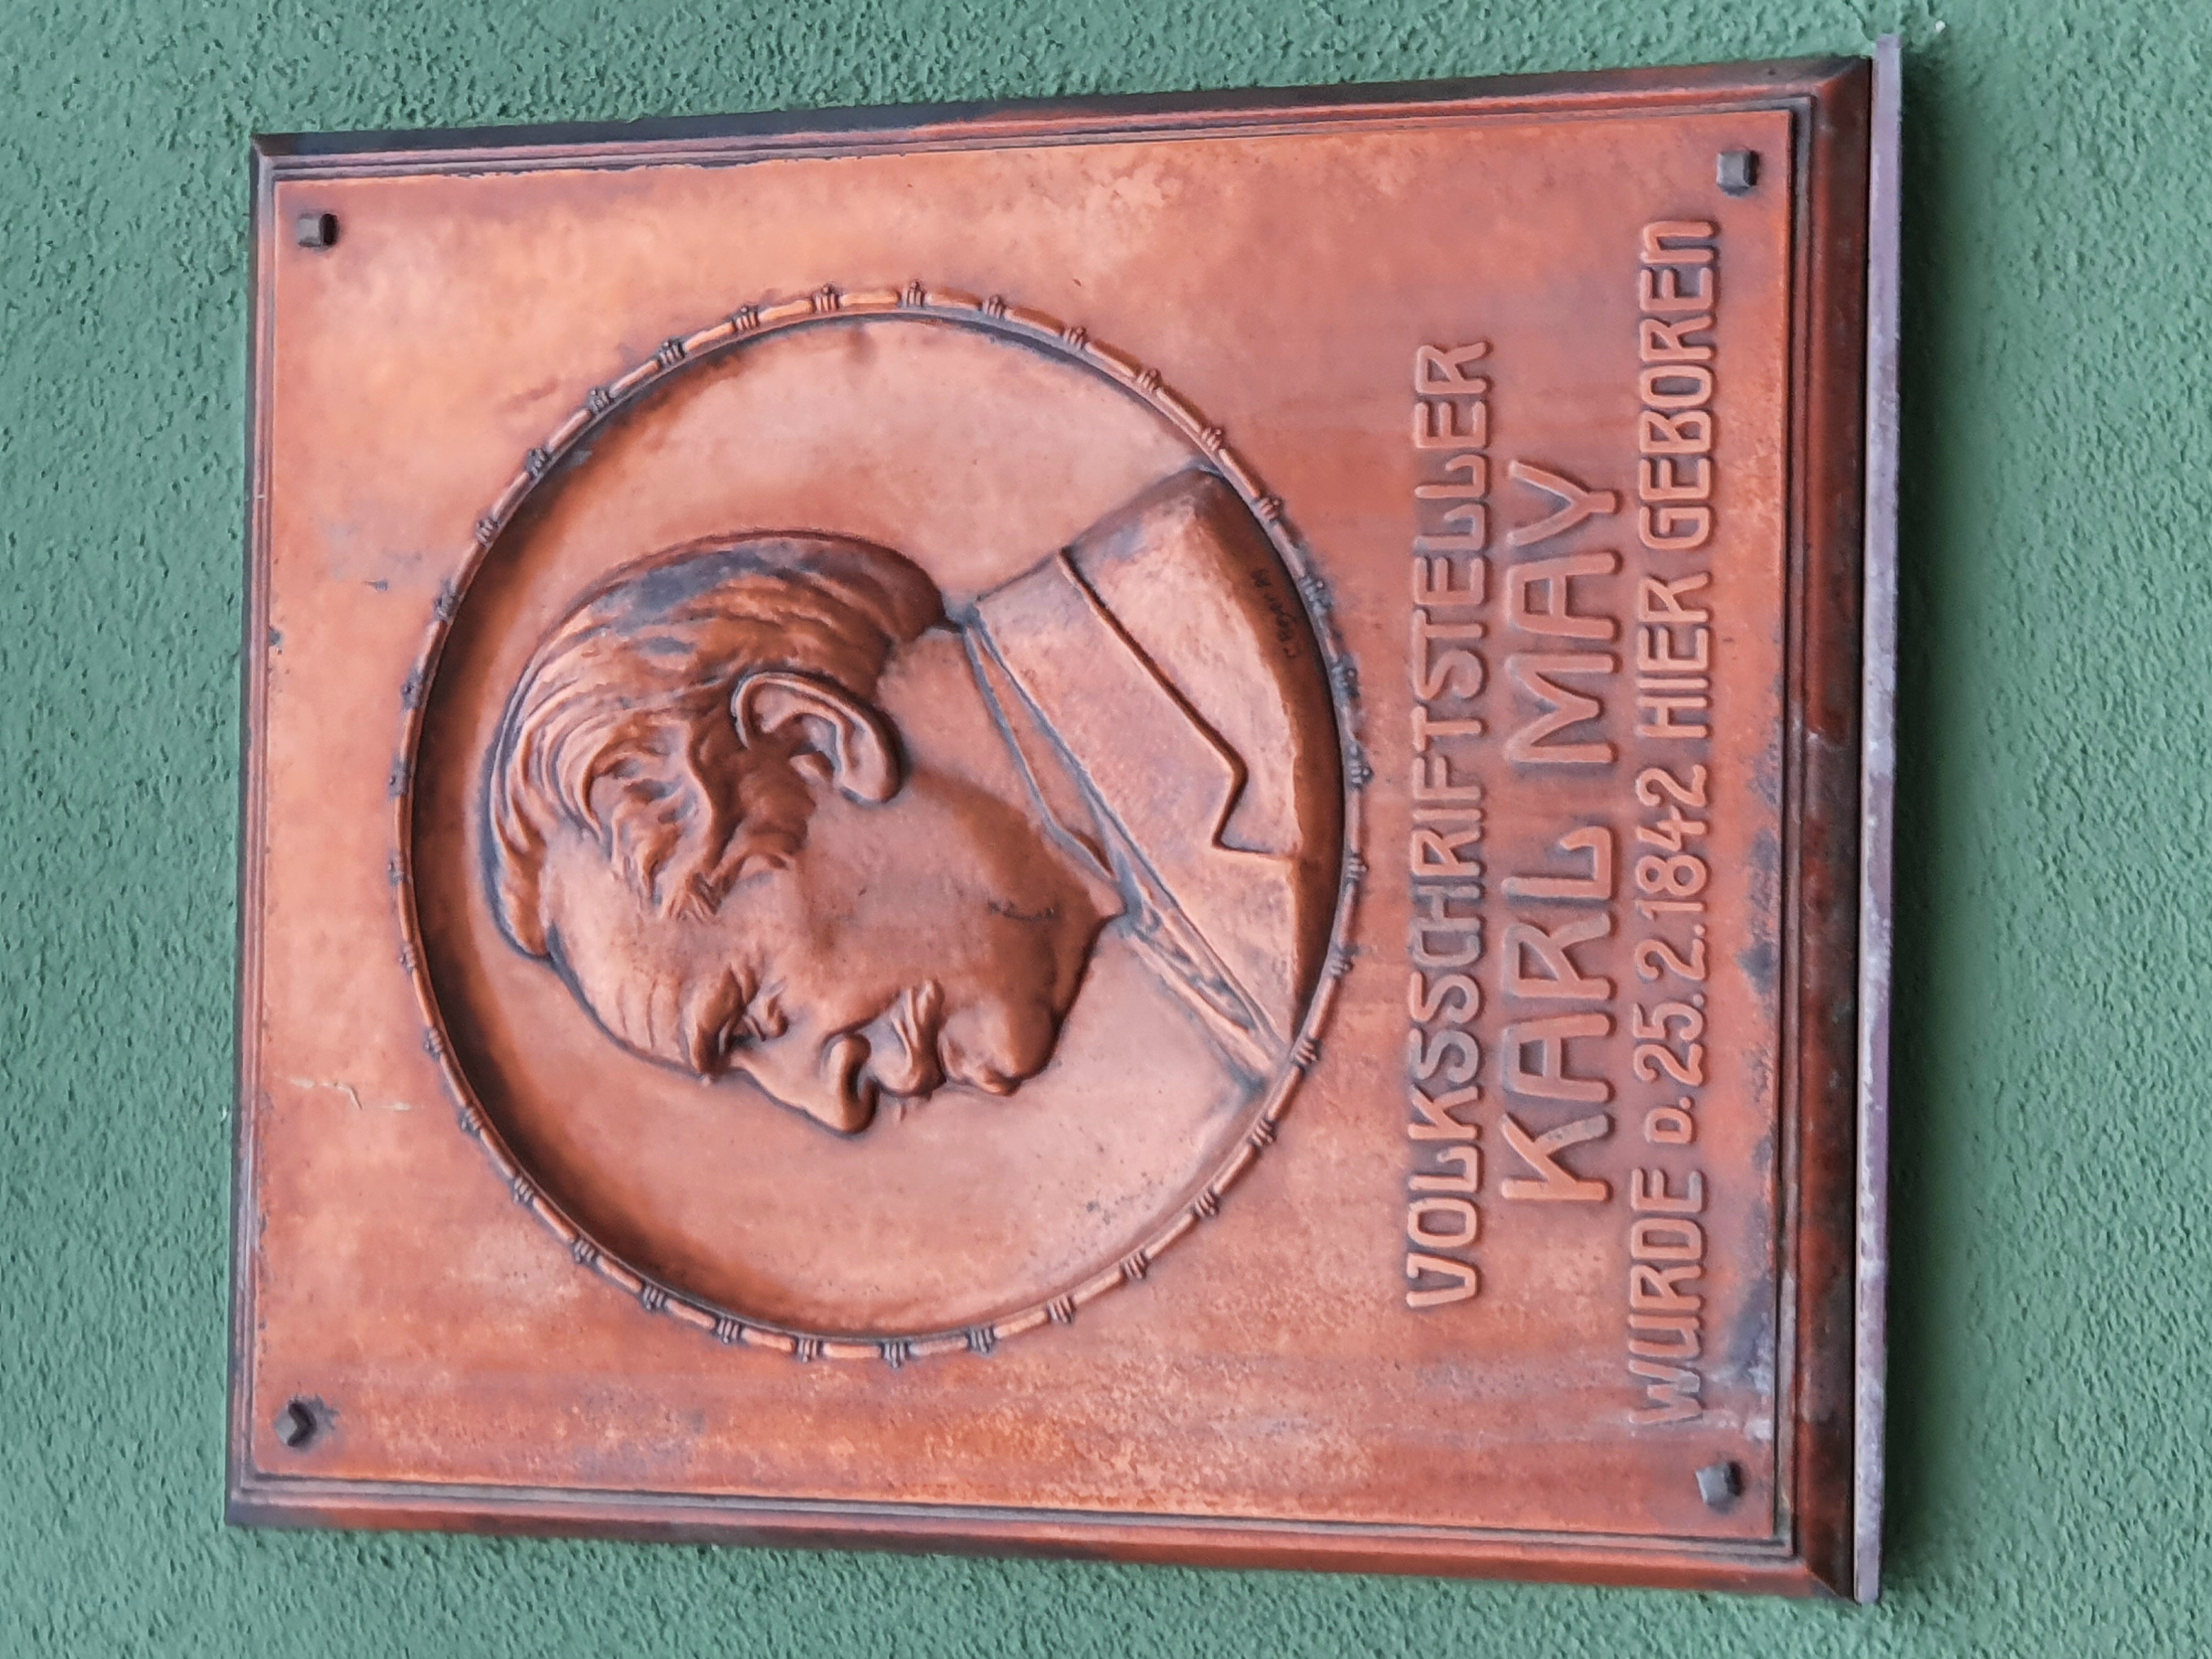 VOLKSSCHRIFTSTELLER
KARL MAY
WURDE D. 25.2.1842 HIER GEBOREN